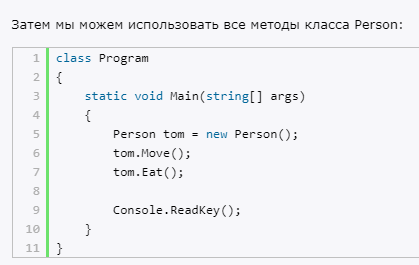 Затем мы можем использовать все методы класса Person:
1 class Program
2 {
3     static void Main(string[] args)
4     {
5         Person tom = new Person();
6         tom.Move();
7         tom.Eat();
8
9         Console.ReadKey();
10     }
11 }